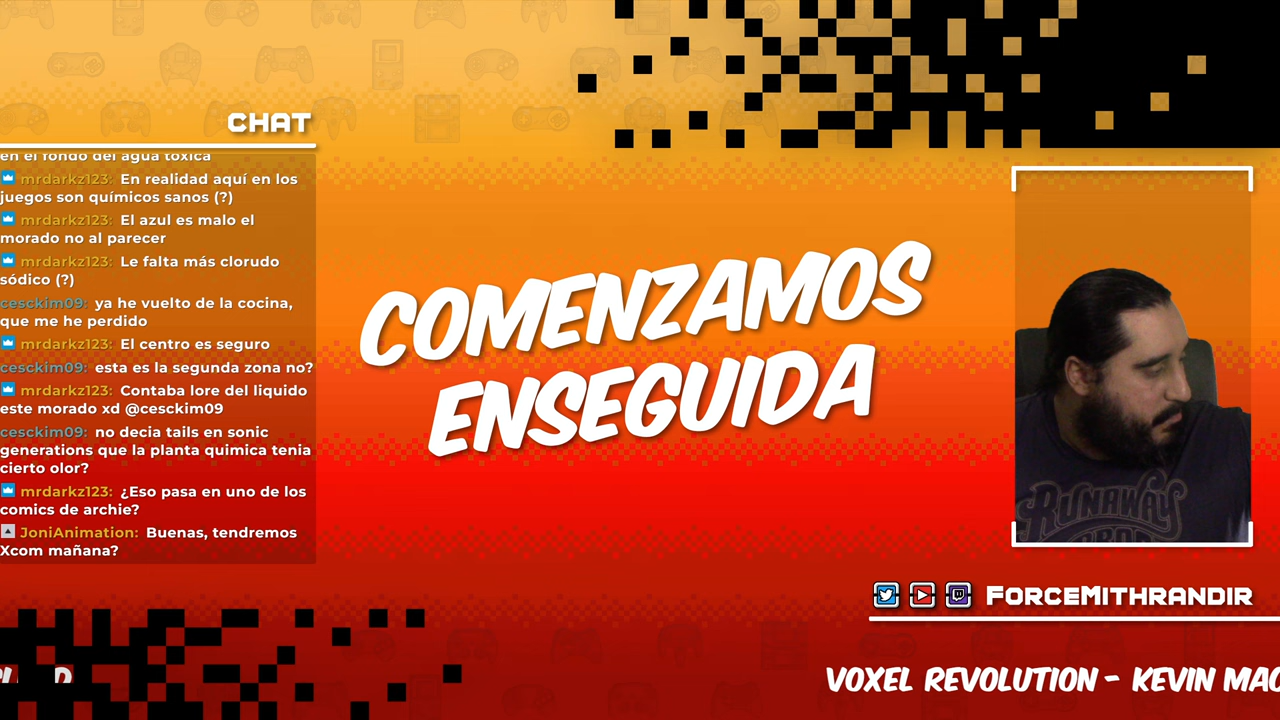 CHAT
en el fondo del agua toxica
mrdarkz123: En realidad aquí en los
juegos son químicos sanos (?)
mrdarkz123: El azul es malo el
morado no al parecer
mrdarkz123: Le falta más clorudo
sódico (?)
cesckim09: ya he vuelto de la cocina,
que me he perdido
mrdarkz123: El centro es seguro
cesckim09: esta es la segunda zona no?
mrdarkz123: Contaba lore del liquido
este morado xd @cesckim09
cesckim09: no decia tails en sonic
generations que la planta quimica tenia
cierto olor?
mrdarkz123: ¿Eso pasa en uno de los
comics de archie?
JoniAnimation: Buenas, tendremos
Xcom mañana?
COMENZAMOS
ENSEGUIDA
RUNAWAY
FORCEMITHRANDIR
VOXEL REVOLUTION - KEVIN MAC